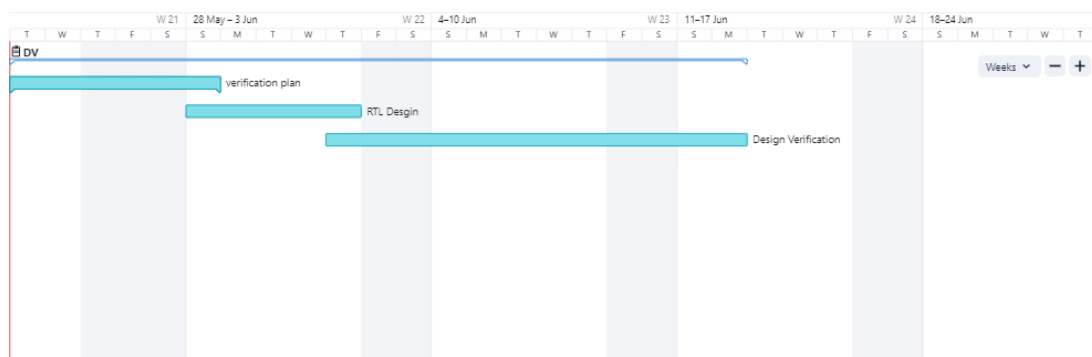 W 21 28 May – 3 Jun W 22 4–10 Jun W 23 11–17 Jun W 24 18–24 Jun
T W T F S S M T W T F S S M T W T F S S M T W T F S S M T W T
DV
Weeks
verification plan
RTL Desgin
Design Verification